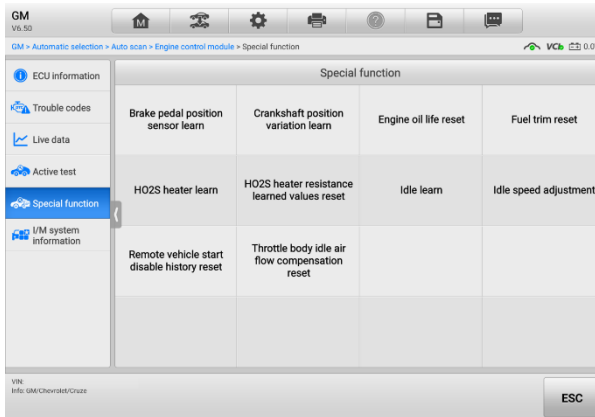 GM
V6.50
GM > Automatic selection > Auto scan > Engine control module > Special function
VCI 0.0
ECU information
Trouble codes
Live data
Active test
Special function
I/M system
information
Special function
Brake pedal position
sensor learn
Crankshaft position
variation learn
Engine oil life reset
Fuel trim reset
HO2S heater learn
HO2S heater resistance
learned values reset
Idle learn
Idle speed adjustment
Remote vehicle start
disable history reset
Throttle body idle air
flow compensation
reset
VIN:
Info: GM/Chevrolet/Cruze
ESC